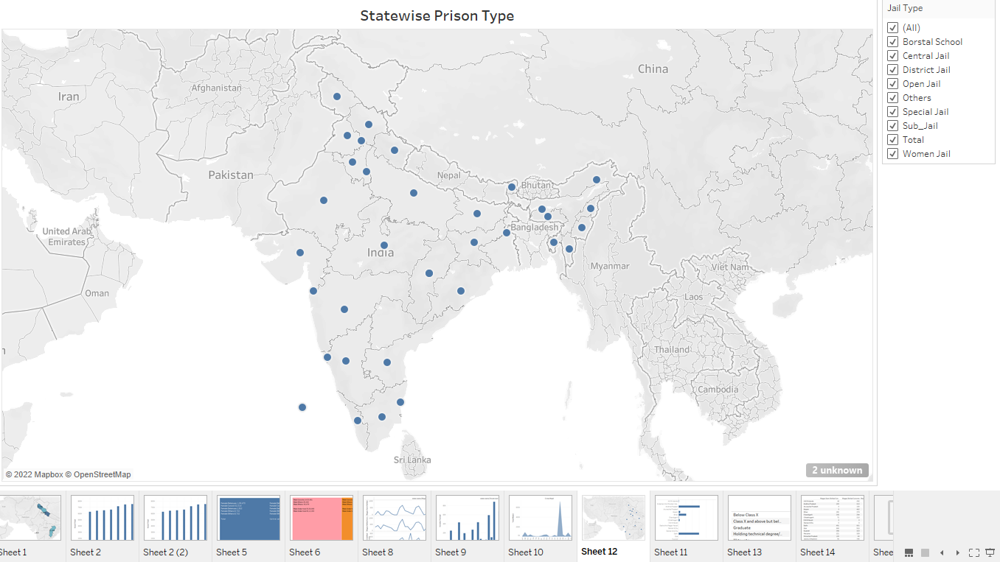 Statewise Prison Type
Jail Type
(All)
Borstal School
Central Jail
District Jail
Open Jail
Others
Special Jail
Sub_Jail
Total
Women Jail
China
Afghanistan
Iran
Pakistan
Nepal
Bhutan
United Arab
Emirates
Bangladesh
India
Myanmar
Viet Nam
Oman
Laos
Thailand
Cambodia
Sri Lanka
2 unknown
© 2022 Mapbox © OpenStreetMap
Below Class X
Class X and above but bel..
Graduate
Holding technical degree/..
Sheet 1
Sheet 2
Sheet 2 (2)
Sheet 5
Sheet 6
Sheet 8
Sheet 9
Sheet 10
Sheet 12
Sheet 11
Sheet 13
Sheet 14
Shee